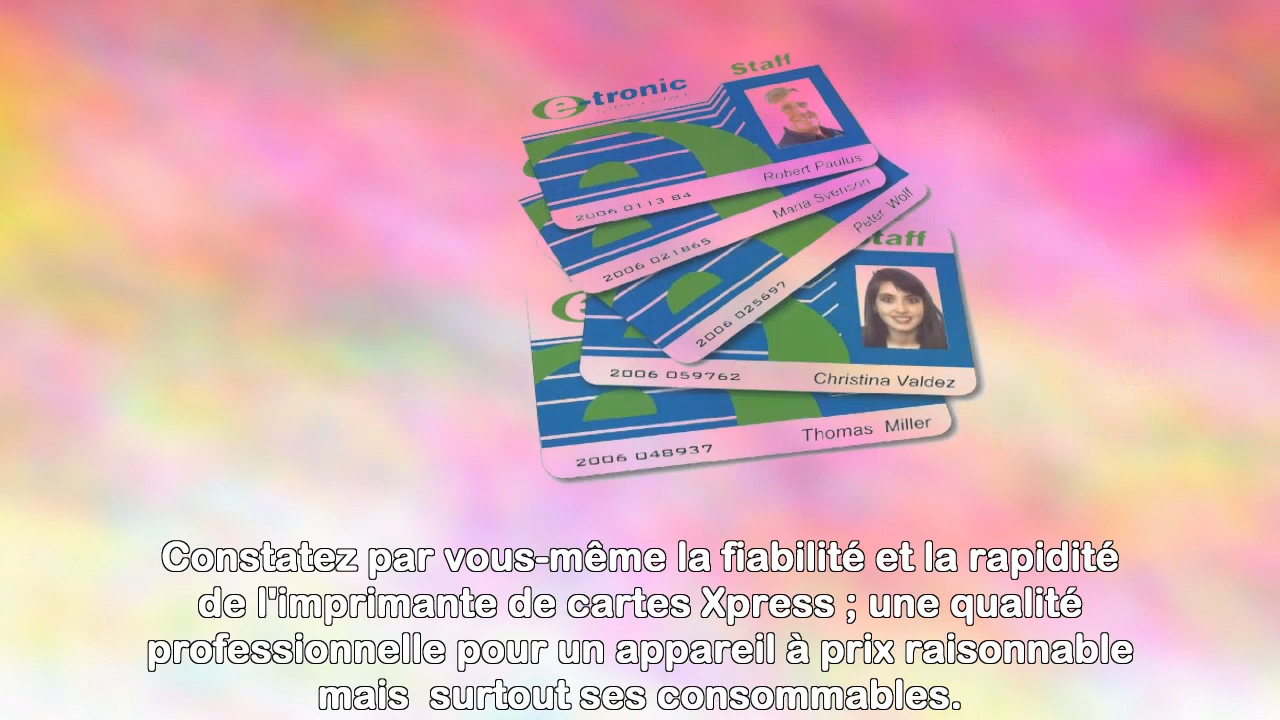 Staff
e-tronic
Robert Paulus
2006 0113 84
Maria Svenson
2006 021865
Peter Wolf
2006 025697
Staff
2006 059762
Christina Valdez
e
Thomas Miller
2006 048937
Constatez par vous-même la fiabilité et la rapidité
de l'imprimante de cartes Xpress ; une qualité
professionnelle pour un appareil à prix raisonnable
mais  surtout ses consommables.